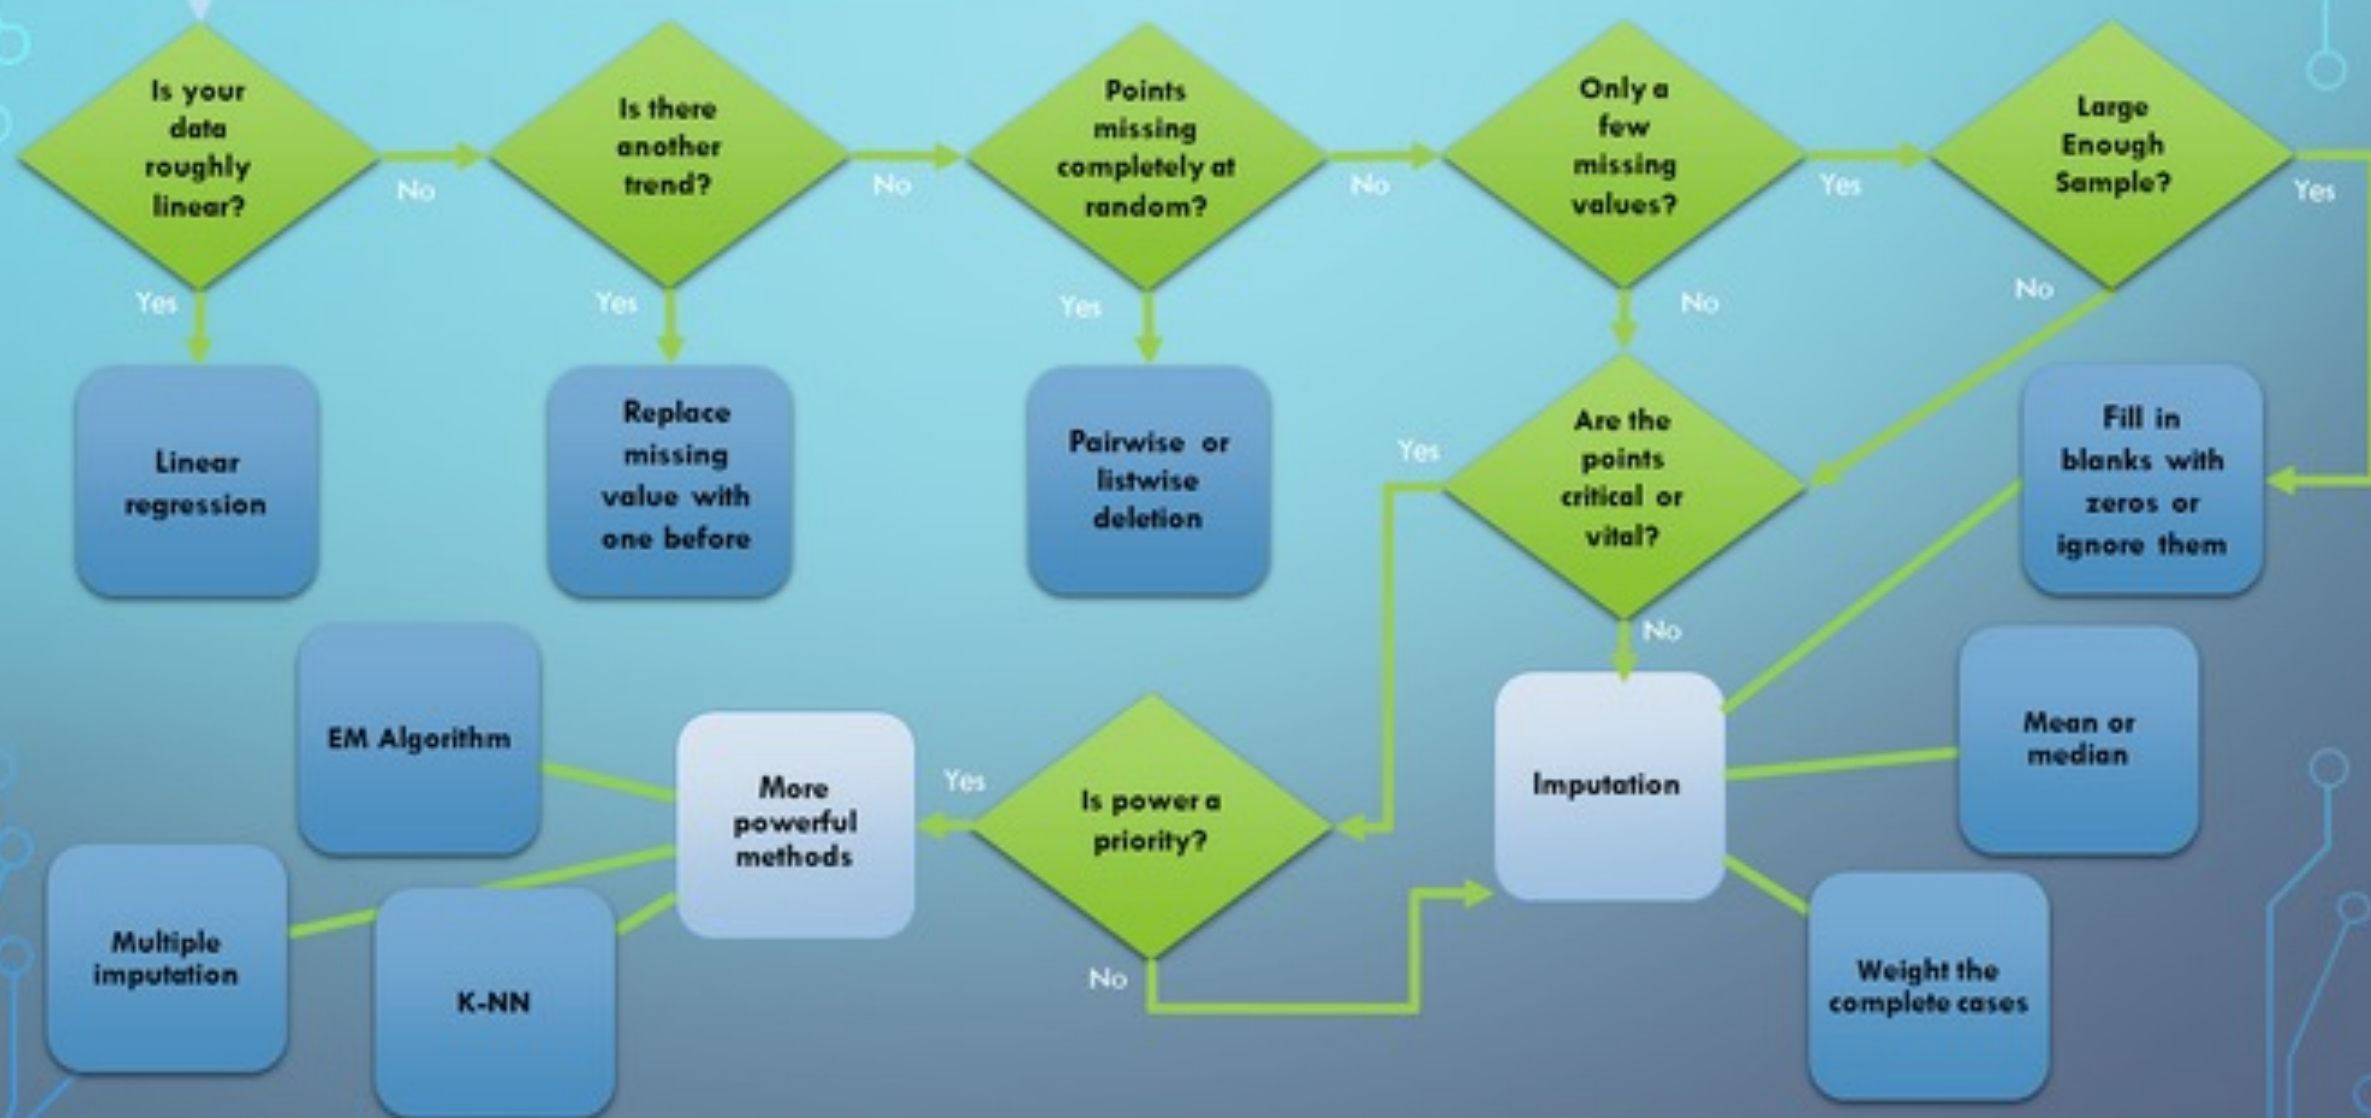 Is your
data
roughly
linear?
No
Is there
another
trend?
No
Points
missing
completely at
random?
No
Only a
few
missing
values?
Yes
Large
Enough
Sample?
Yes
Yes
Yes
Yes
No
No
Linear
regression
Replace
missing
value with
one before
Pairwise or
listwise
deletion
Yes
Are the
points
critical or
vital?
Fill in
blanks with
zeros or
ignore them
No
EM Algorithm
More
powerful
methods
Yes
Is power a
priority?
Imputation
Mean or
median
Multiple
imputation
K-NN
No
Weight the
complete cases